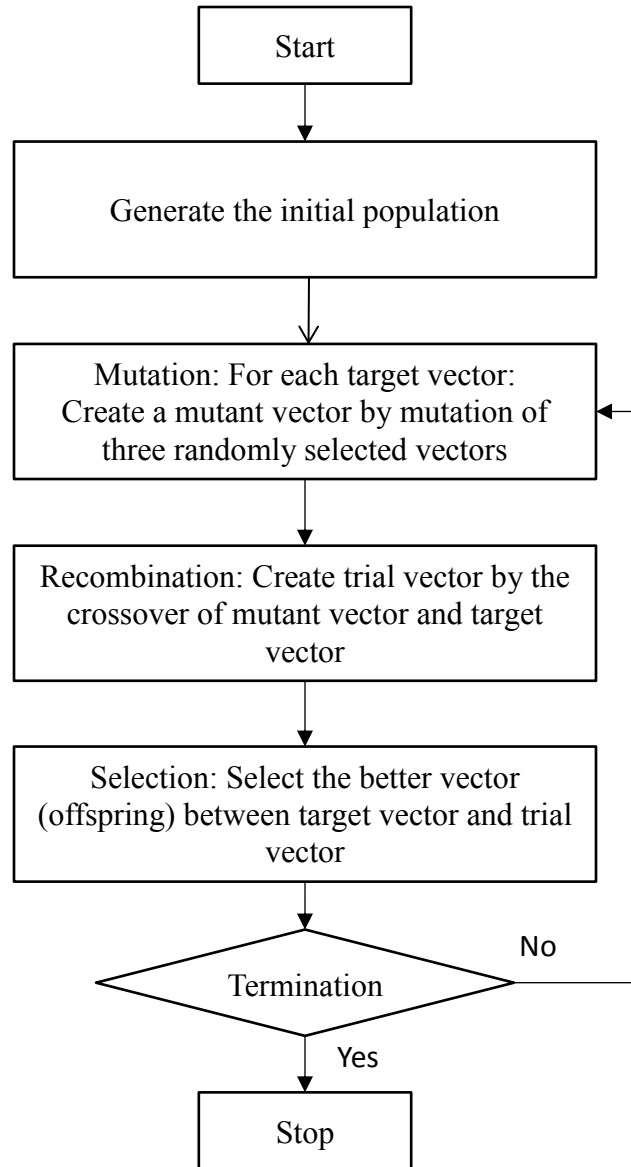 Start
Generate the initial population
Mutation: For each target vector:
Create a mutant vector by mutation of
three randomly selected vectors
Recombination: Create trial vector by the
crossover of mutant vector and target
vector
Selection: Select the better vector
(offspring) between target vector and trial
vector
No
Termination
Yes
Stop